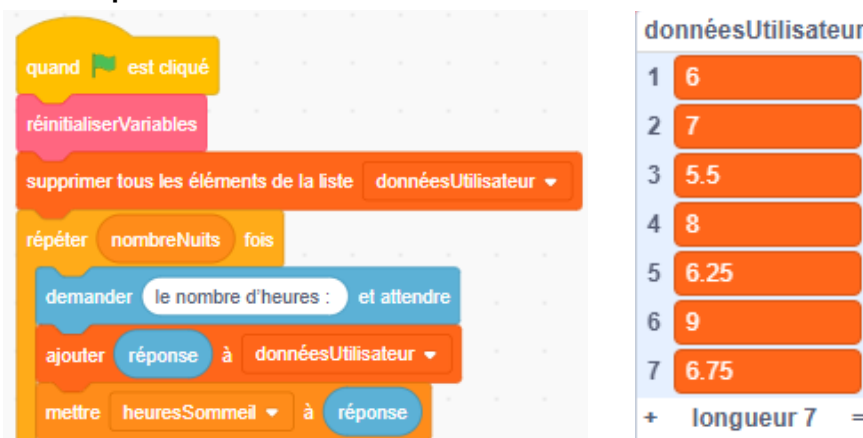 quand est cliqué
réinitialiserVariables
supprimer tous les éléments de la liste donnéesUtilisateur
répéter nombreNuits fois
demander le nombre d'heures : et attendre
ajouter réponse à donnéesUtilisateur
mettre heuresSommeil à réponse
donnéesUtilisateur
1 6
2 7
3 5.5
4 8
5 6.25
6 9
7 6.75
+ longueur 7 =